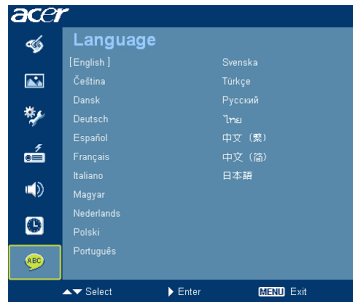 acer
Language
[English ]
Čeština
Dansk
Deutsch
Español
Français
Italiano
Magyar
Nederlands
Polski
Português
Svenska
Türkçe
Русский
ไทย
中文 (繁)
中文 (简)
日本語
ABC
Select Enter MENU Exit